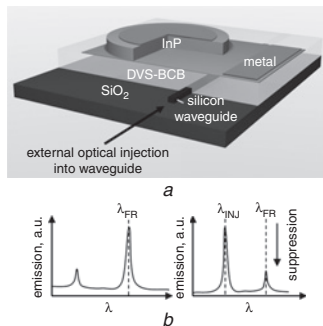 InP
metal
DVS-BCB
SiO2
silicon
waveguide
external optical injection
into waveguide
a
λFR
λINJ λFR
emission, a.u.
emission, a.u.
suppression
λ
λ
b